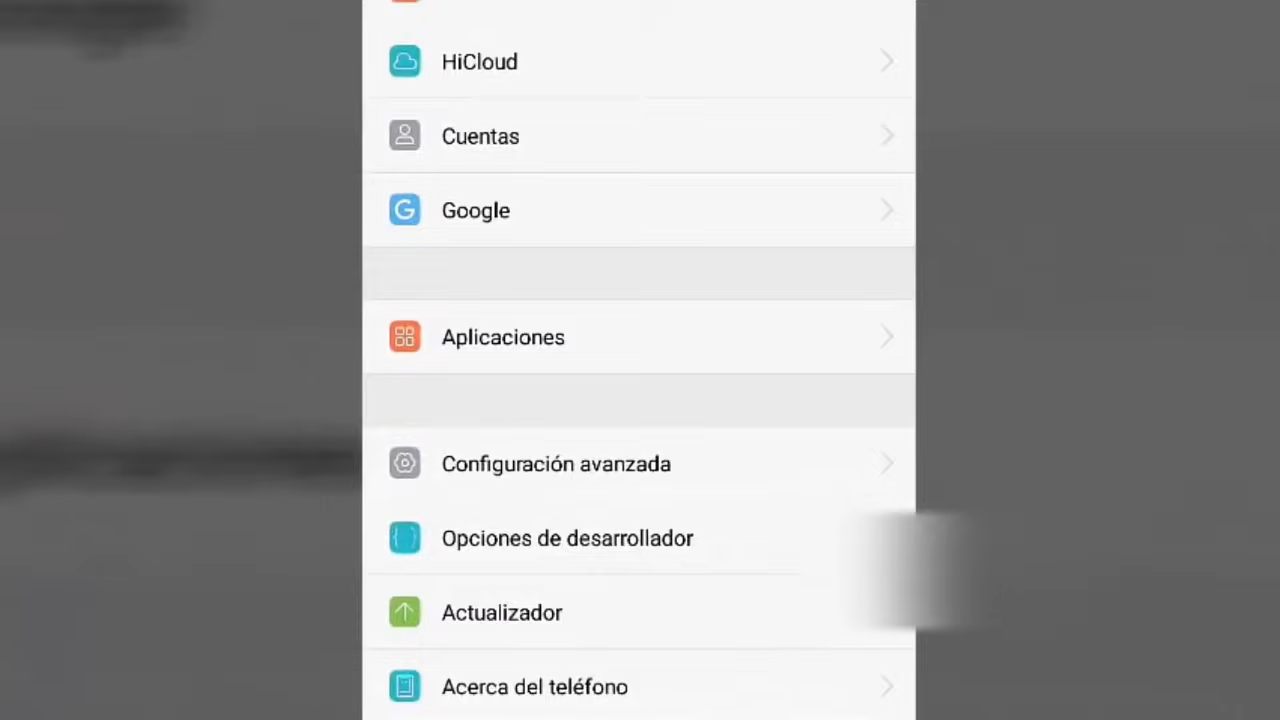 HiCloud
Cuentas
Google
Aplicaciones
Configuración avanzada
Opciones de desarrollador
Actualizador
Acerca del teléfono